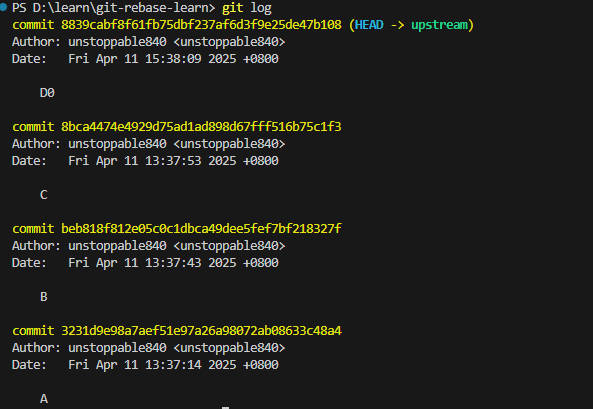 PS D:\learn\git-rebase-learn> git log
commit 8839cabf8f61fb75dbf237af6d3f9e25de47b108 (HEAD -> upstream)
Author: unstoppable840 <unstoppable840>
Date:   Fri Apr 11 15:38:09 2025 +0800
D0
commit 8bca4474e4929d75ad1ad898d67fff516b75c1f3
Author: unstoppable840 <unstoppable840>
Date:   Fri Apr 11 13:37:53 2025 +0800
C
commit beb818f812e05c0c1dbca49dee5fef7bf218327f
Author: unstoppable840 <unstoppable840>
Date:   Fri Apr 11 13:37:43 2025 +0800
B
commit 3231d9e98a7aef51e97a26a98072ab08633c48a4
Author: unstoppable840 <unstoppable840>
Date:   Fri Apr 11 13:37:14 2025 +0800
A